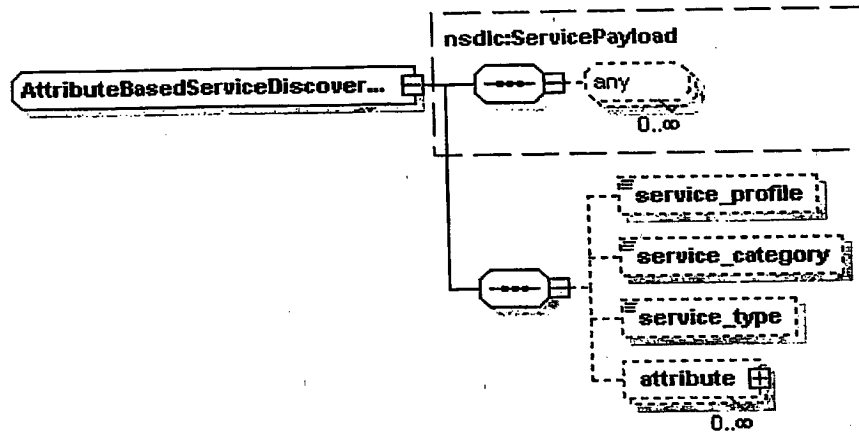 nsdlc:ServicePayload
AttributeBasedServiceDiscover...
any
0..∞
service_profile
service_category
service_type
attribute
0..∞